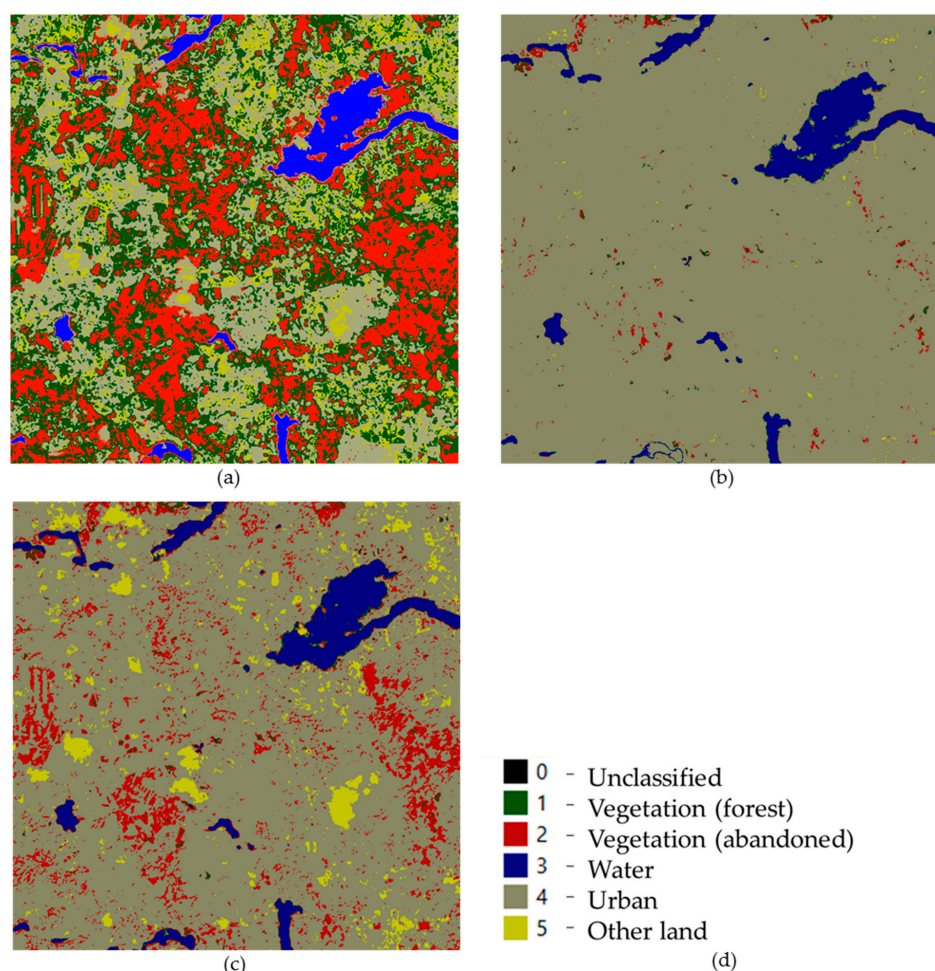 (a)
(b)
0 - Unclassified
1 - Vegetation (forest)
2 - Vegetation (abandoned)
3 - Water
4 - Urban
5 - Other land
(c)
(d)